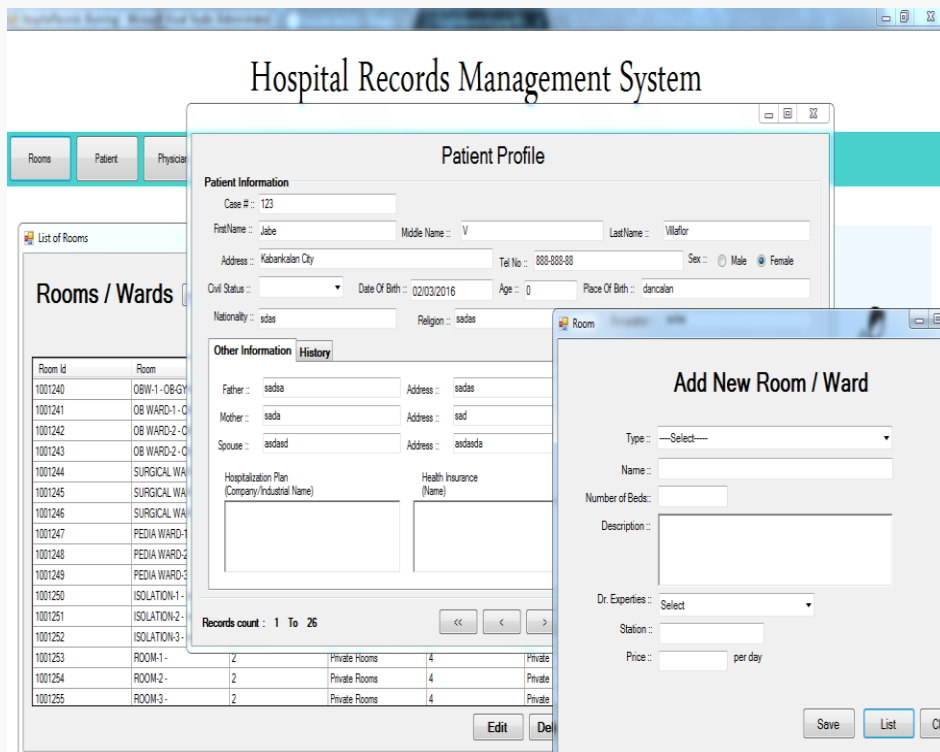 Hospital Records Management System
Rooms Patient Physician
Patient Profile
Patient Information
Case # :: 123
FirstName :: Jabe Middle Name :: V LastName :: Villaflor
Address :: Kabankalan City Tel No :: 888-888-88 Sex :: Male Female
Civil Status :: Date Of Birth :: 02/03/2016 Age :: 0 Place Of Birth :: dancalan
Nationality :: sdas Religion :: sadas
Other Information History
Father :: sadsa Address :: sadas
Mother :: sada Address :: sad
Spouse :: asdasd Address :: asdasda
Hospitalization Plan
(Company/Industrial Name)
Health Insurance
(Name)
Records count : 1 To 26 << < >
List of Rooms
Rooms / Wards
Room Id Room
1001240 OBW-1 - OB-GY
1001241 OB WARD-1 - O
1001242 OB WARD-2 - O
1001243 OB WARD-2 - O
1001244 SURGICAL WA
1001245 SURGICAL WA
1001246 SURGICAL WA
1001247 PEDIA WARD-1
1001248 PEDIA WARD-2
1001249 PEDIA WARD-3
1001250 ISOLATION-1 -
1001251 ISOLATION-2 -
1001252 ISOLATION-3 -
1001253 ROOM-1 - 2 Private Rooms 4 Private
1001254 ROOM-2 - 2 Private Rooms 4 Private
1001255 ROOM-3 - 2 Private Rooms 4 Private
Edit Del
Room
Add New Room / Ward
Type :: ----Select-----
Name ::
Number of Beds::
Description ::
Dr. Experties :: Select
Station ::
Price :: per day
Save List Cl